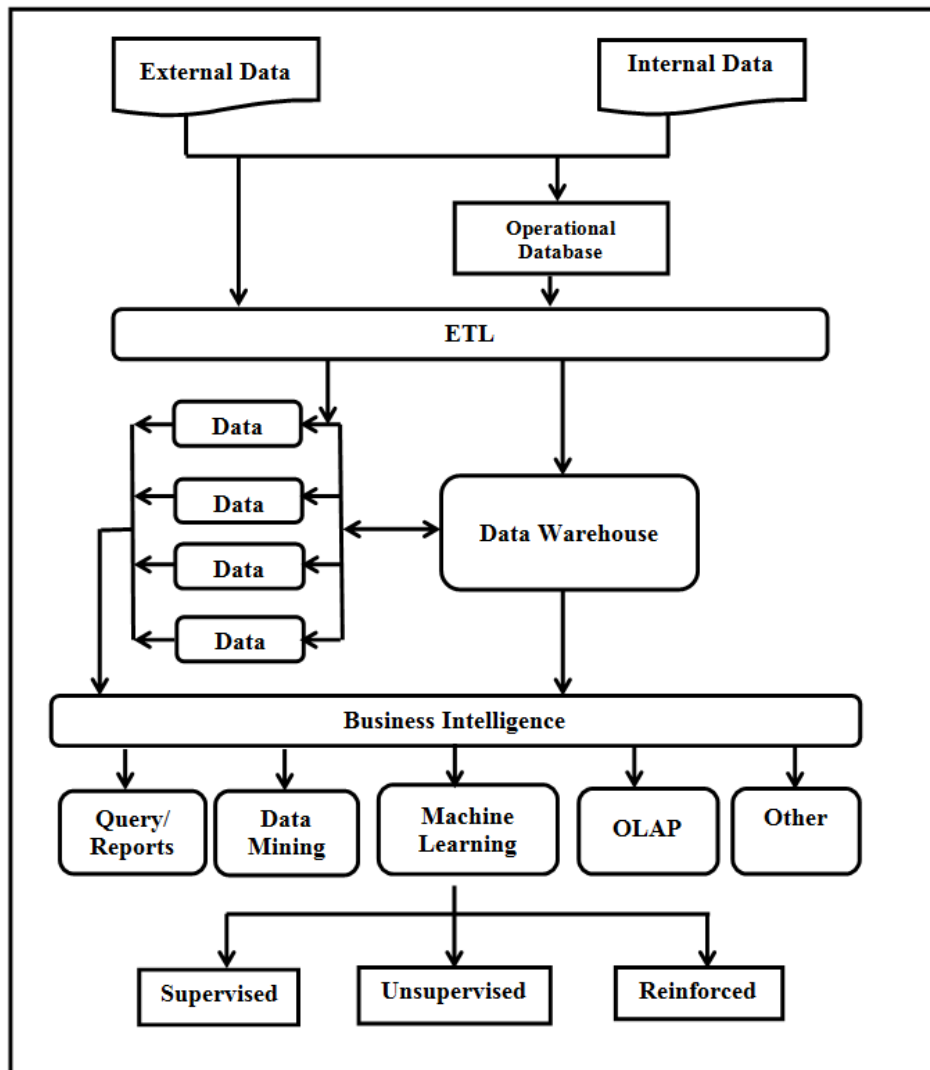 External Data
Internal Data
Operational
Database
ETL
Data
Data
Data
Data
Data Warehouse
Business Intelligence
Query/
Reports
Data
Mining
Machine
Learning
OLAP
Other
Supervised
Unsupervised
Reinforced